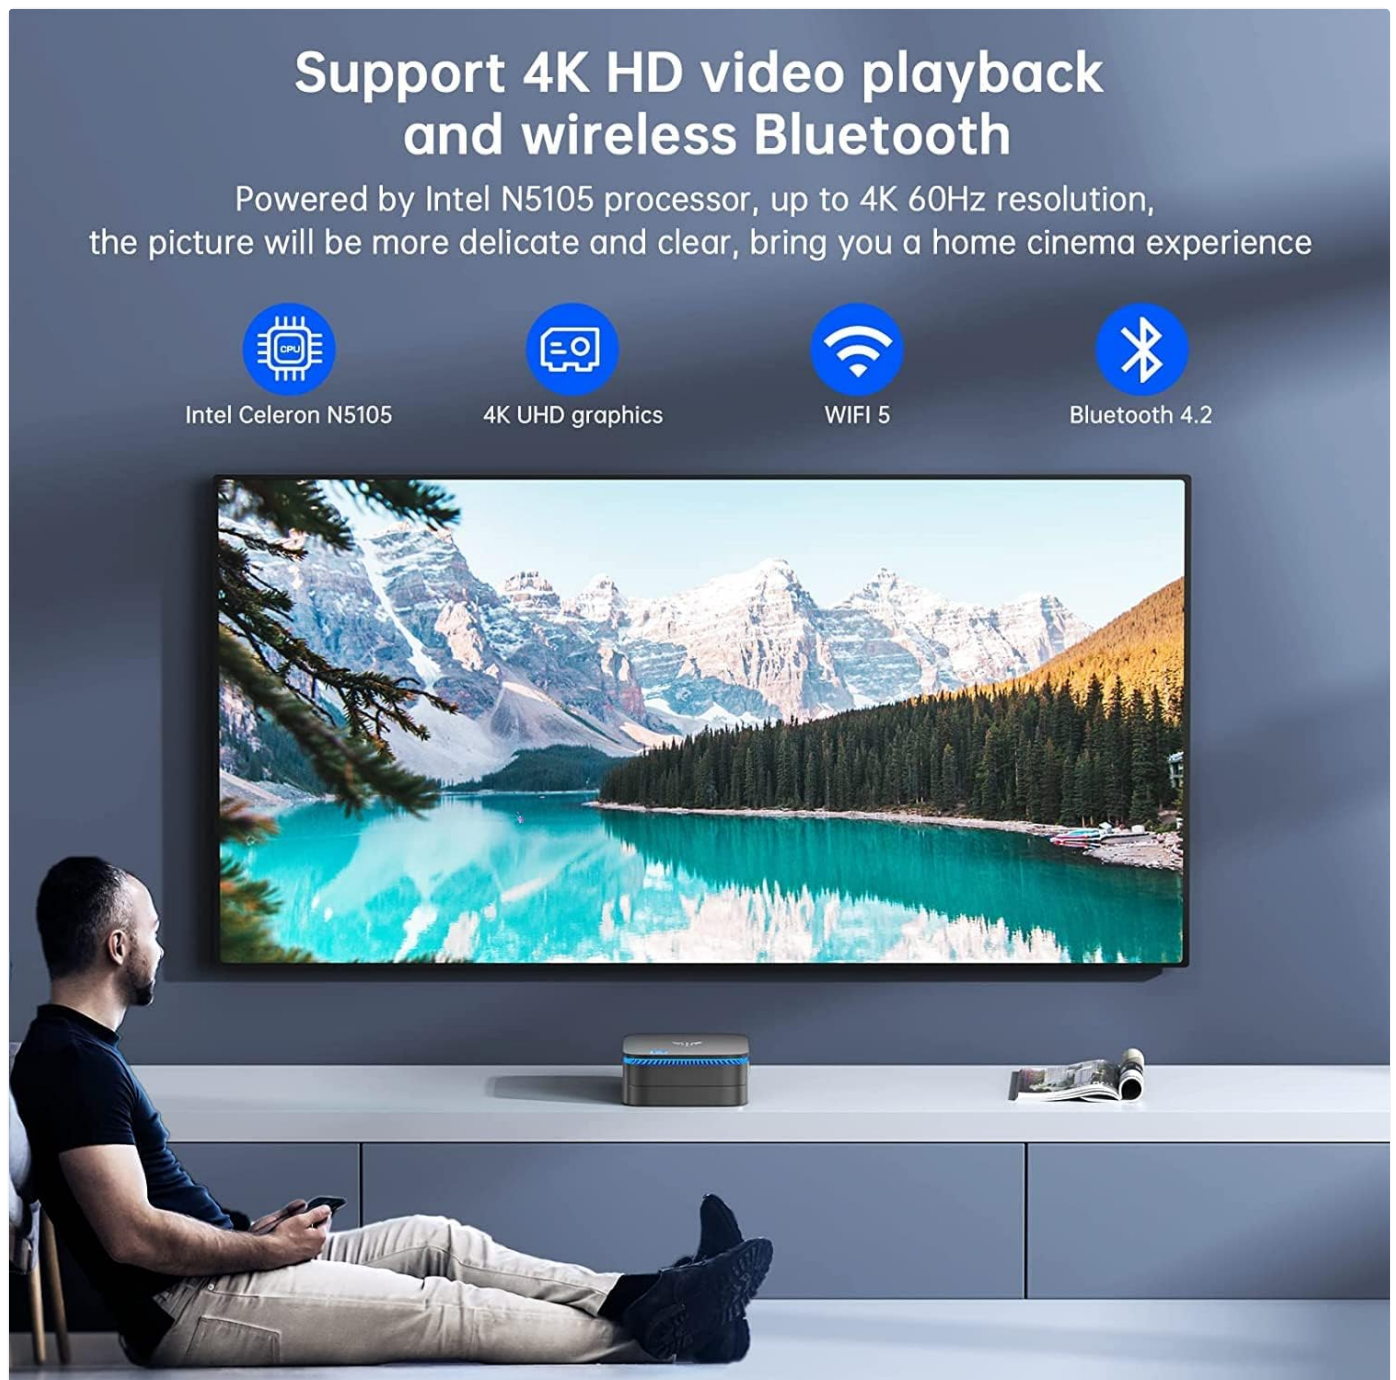 Support 4K HD video playback
and wireless Bluetooth
Powered by Intel N5105 processor, up to 4K 60Hz resolution,
the picture will be more delicate and clear, bring you a home cinema experience
CPU
Intel Celeron N5105
4K UHD graphics
WIFI 5
Bluetooth 4.2